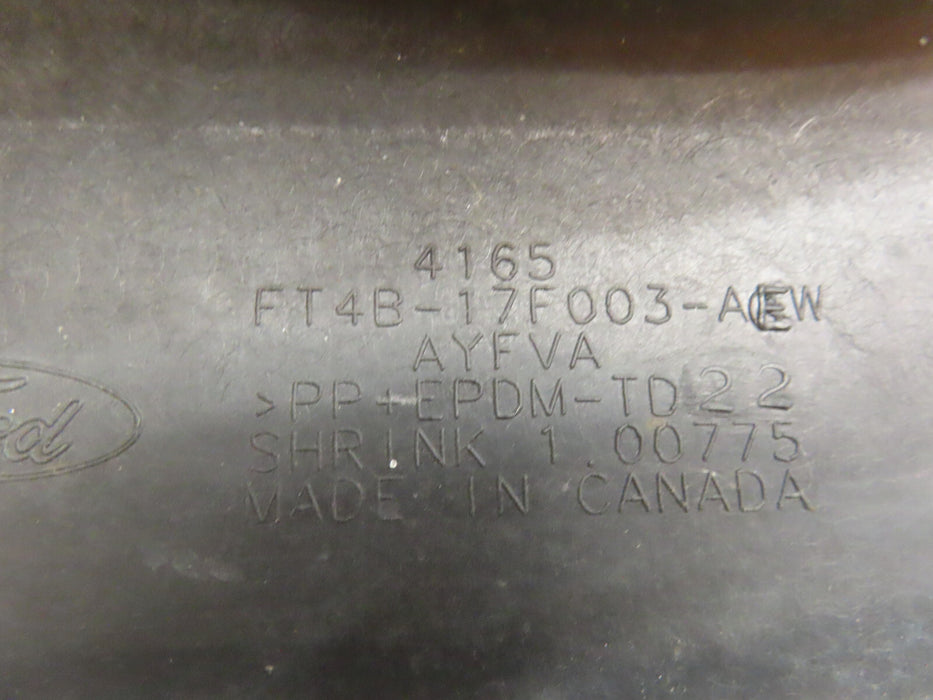 4165
FT4B-17F003-AEW
AYFVA
>PP+EPDM-TD22
SHRINK 1.00775
MADE IN CANADA